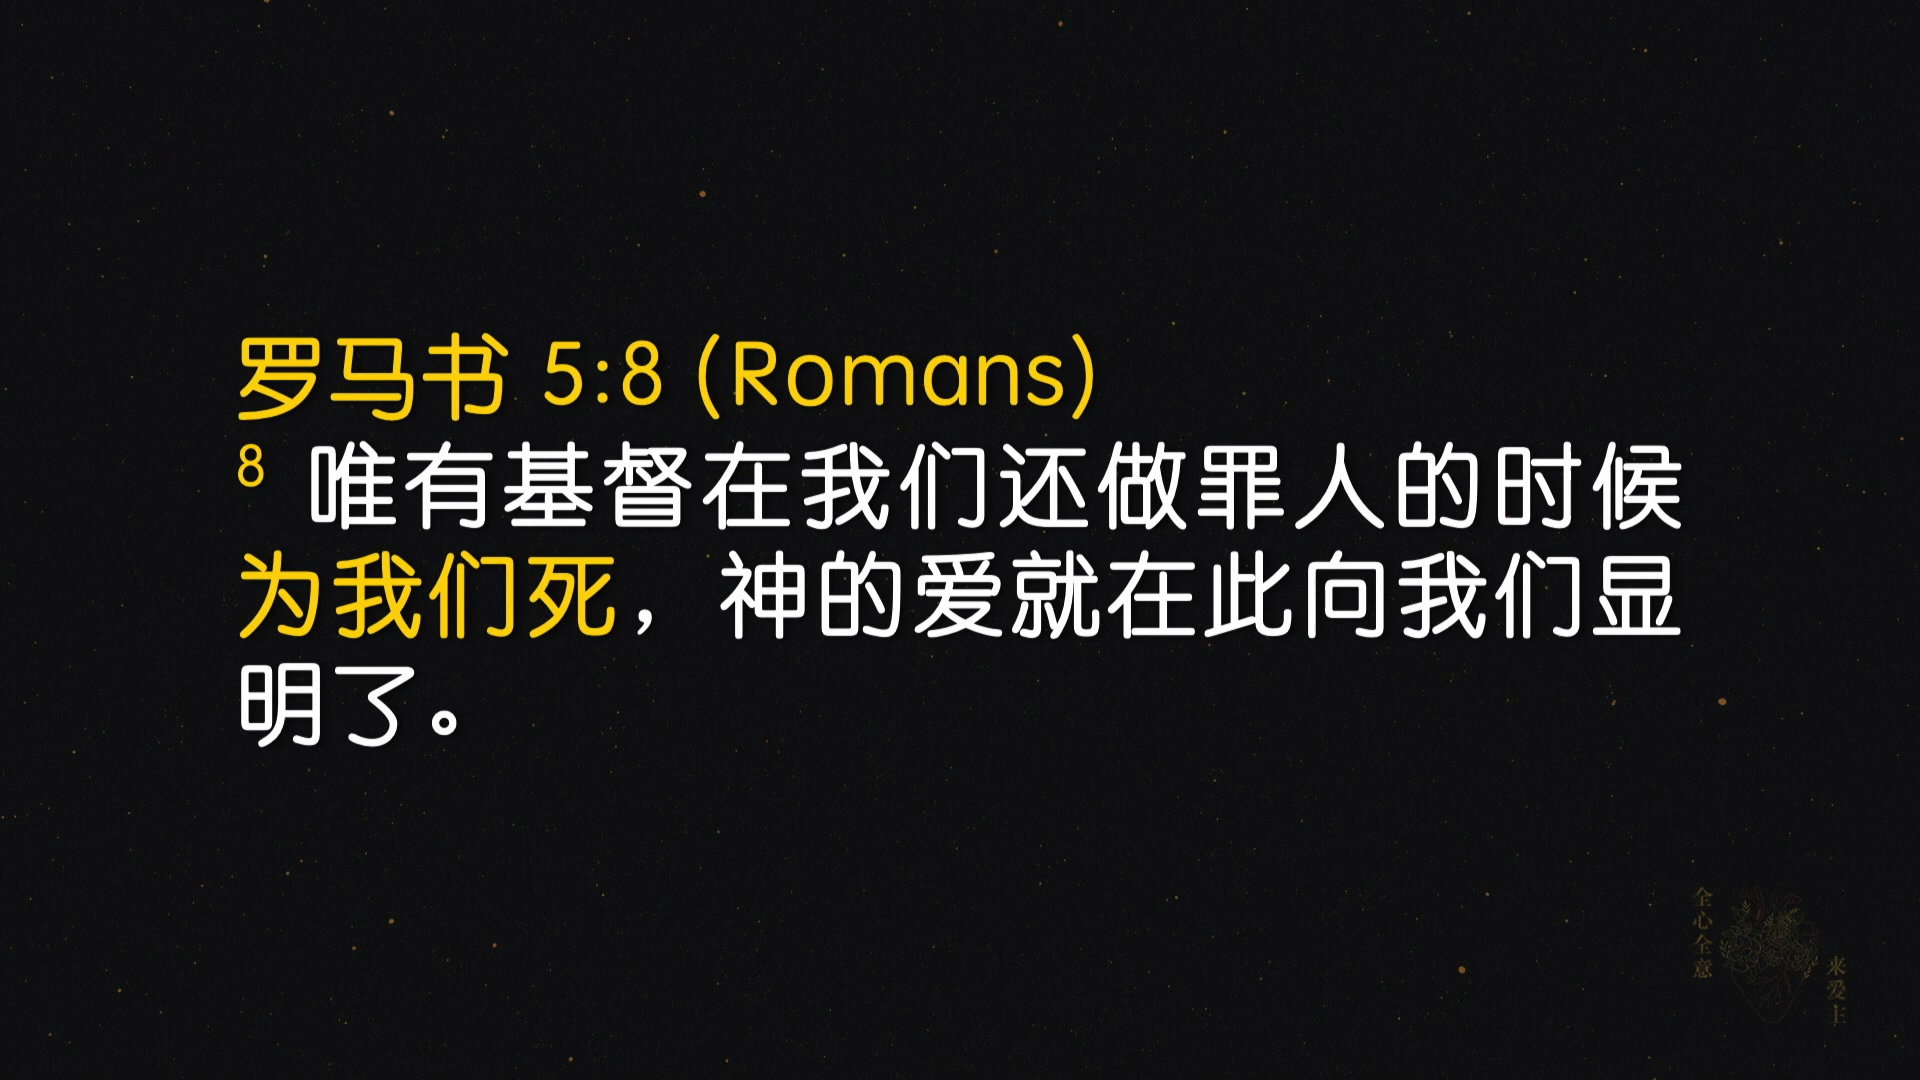 罗马书 5:8 (Romans)
8 唯有基督在我们还做罪人的时候
为我们死，神的爱就在此向我们显
明了。
全心全意
来爱主